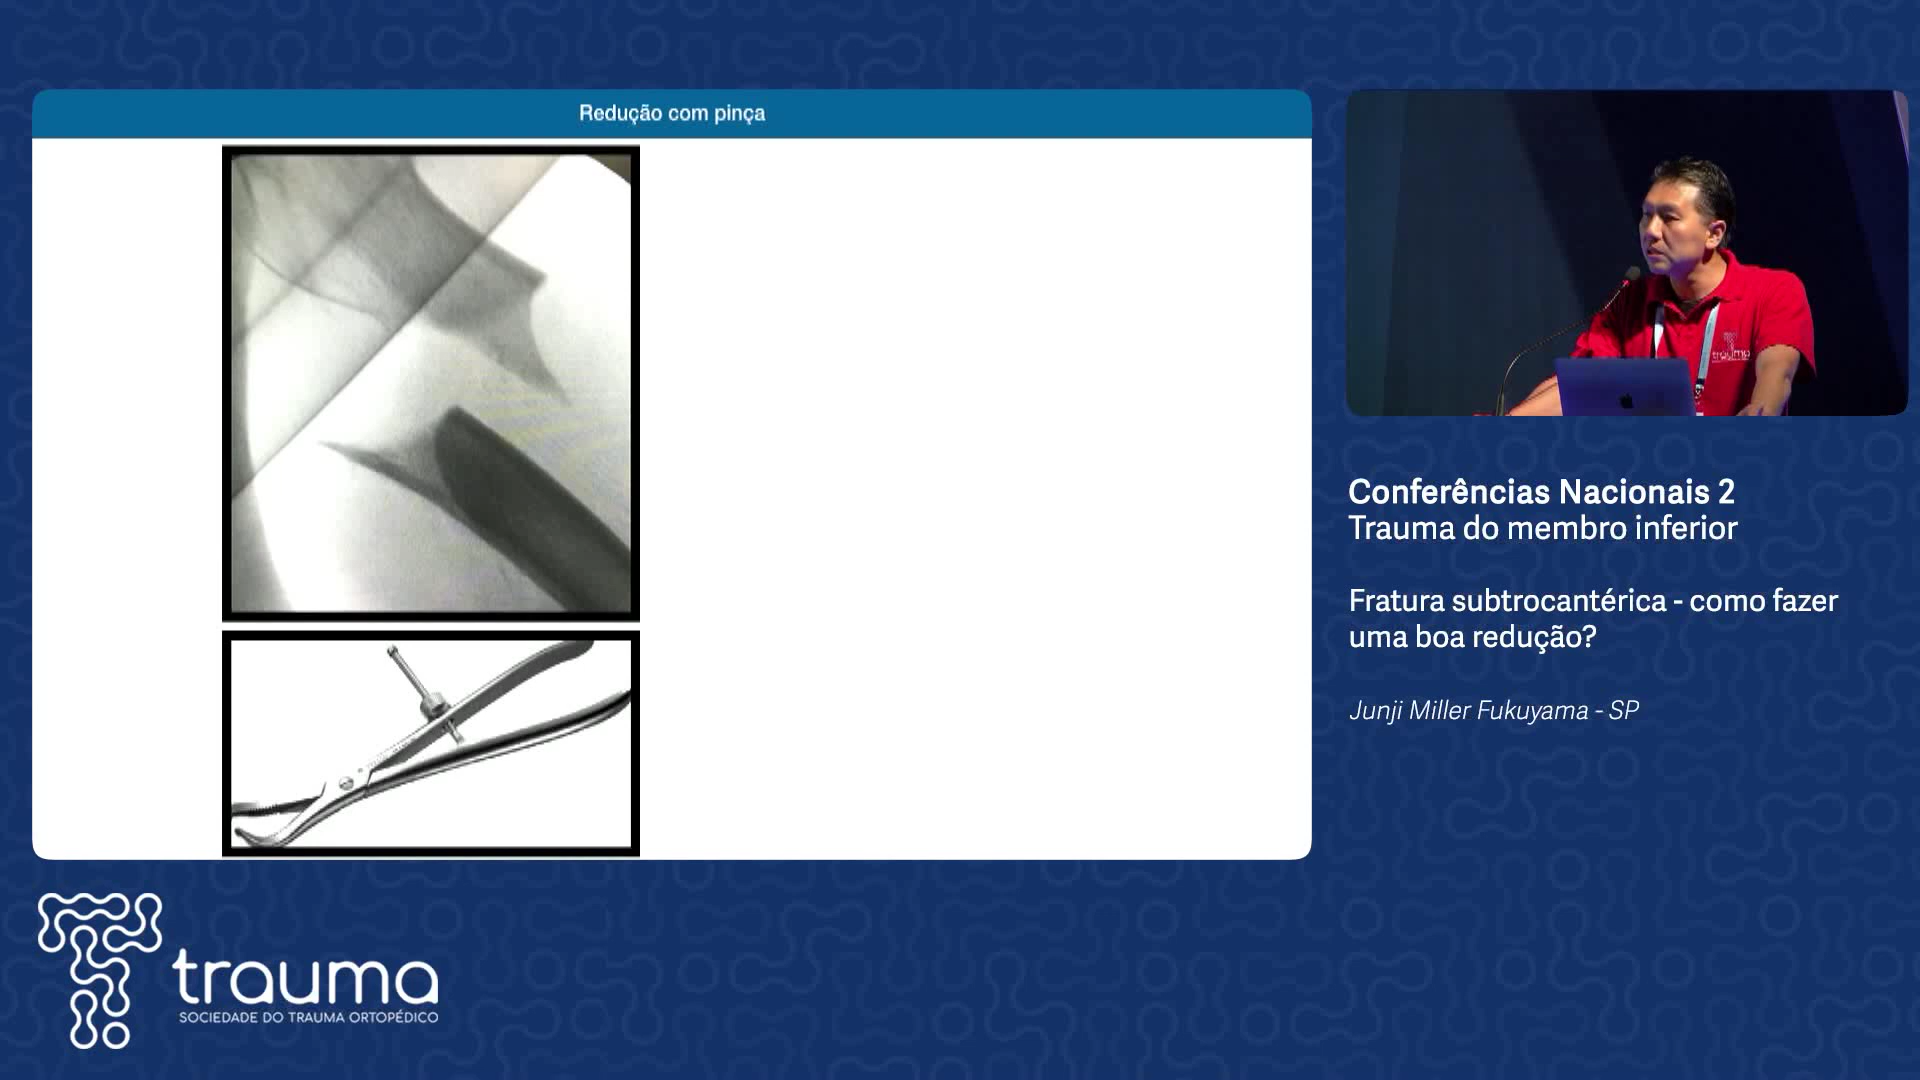 Redução com pinça
Conferências Nacionais 2
Trauma do membro inferior
Fratura subtrocantérica - como fazer
uma boa redução?
Junji Miller Fukuyama - SP
trauma
trauma
SOCIEDADE DO TRAUMA ORTOPÉDICO